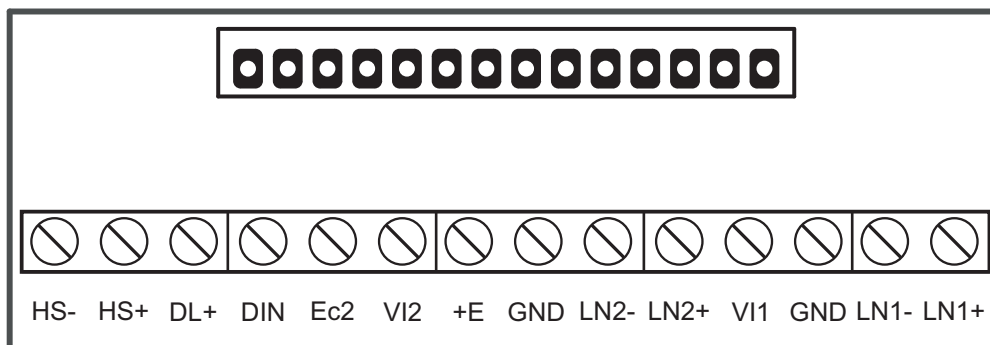 HS- HS+ DL+ DIN Ec2 VI2 +E GND LN2- LN2+ VI1 GND LN1- LN1+